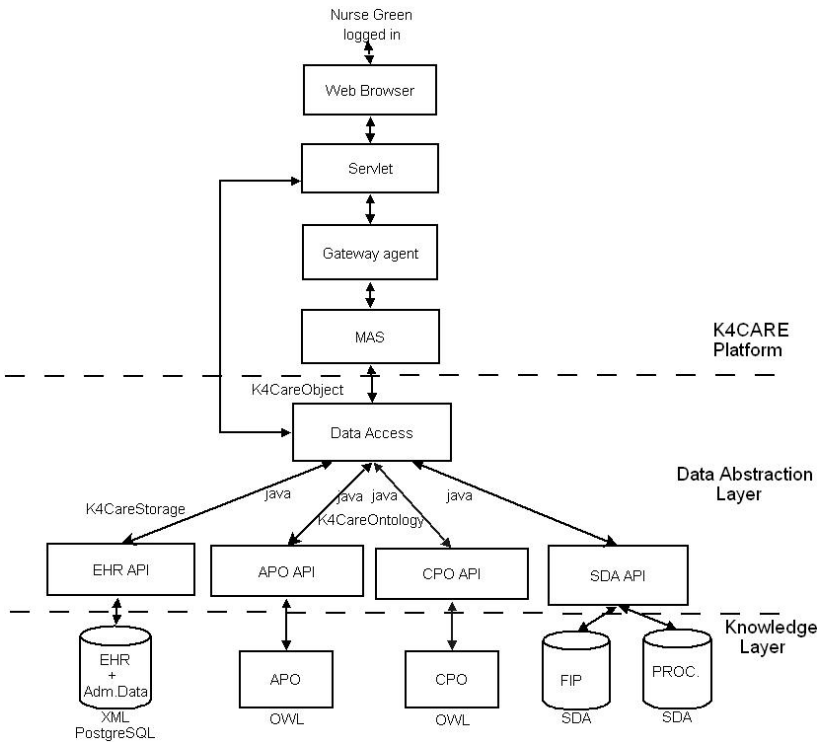 Nurse Green
logged in
Web Browser
Servlet
Gateway agent
MAS
K4CARE
Platform
K4CareObject
Data Access
Data Abstraction
Layer
java
java
java
java
K4CareStorage
K4CareOntology
EHR API
APO API
CPO API
SDA API
Knowledge
Layer
EHR
+
Adm.Data
APO
CPO
FIP
PROC.
XML
PostgreSQL
OWL
OWL
SDA
SDA